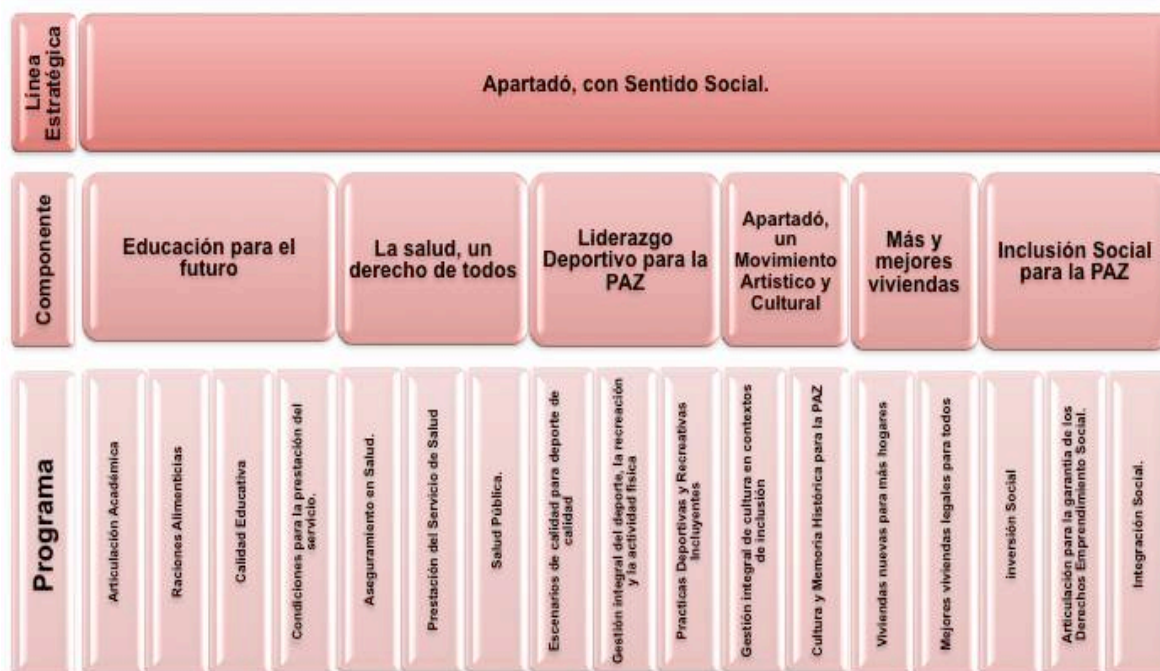 Línea
Estratégica
Apartadó, con Sentido Social.
Componente
Educación para el
futuro
La salud, un
derecho de todos
Liderazgo
Deportivo para la
PAZ
Apartadó,
un
Movimiento
Artístico y
Cultural
Más y
mejores
viviendas
Inclusión Social
para la PAZ
Programa
Articulación Académica
Raciones Alimenticias
Calidad Educativa
Condiciones para la prestación del
servicio.
Aseguramiento en Salud.
Prestación del Servicio de Salud
Salud Pública.
Escenarios de calidad para deporte de
calidad
Gestión integral del deporte, la recreación
y la actividad física
Practicas Deportivas y Recreativas
Incluyentes
Gestión integral de cultura en contextos
de inclusión
Cultura y Memoria Histórica para la PAZ
Viviendas nuevas para más hogares
Mejores viviendas legales para todos
inversión Social
Articulación para la garantía de los
Derechos Emprendimiento Social.
Integración Social.